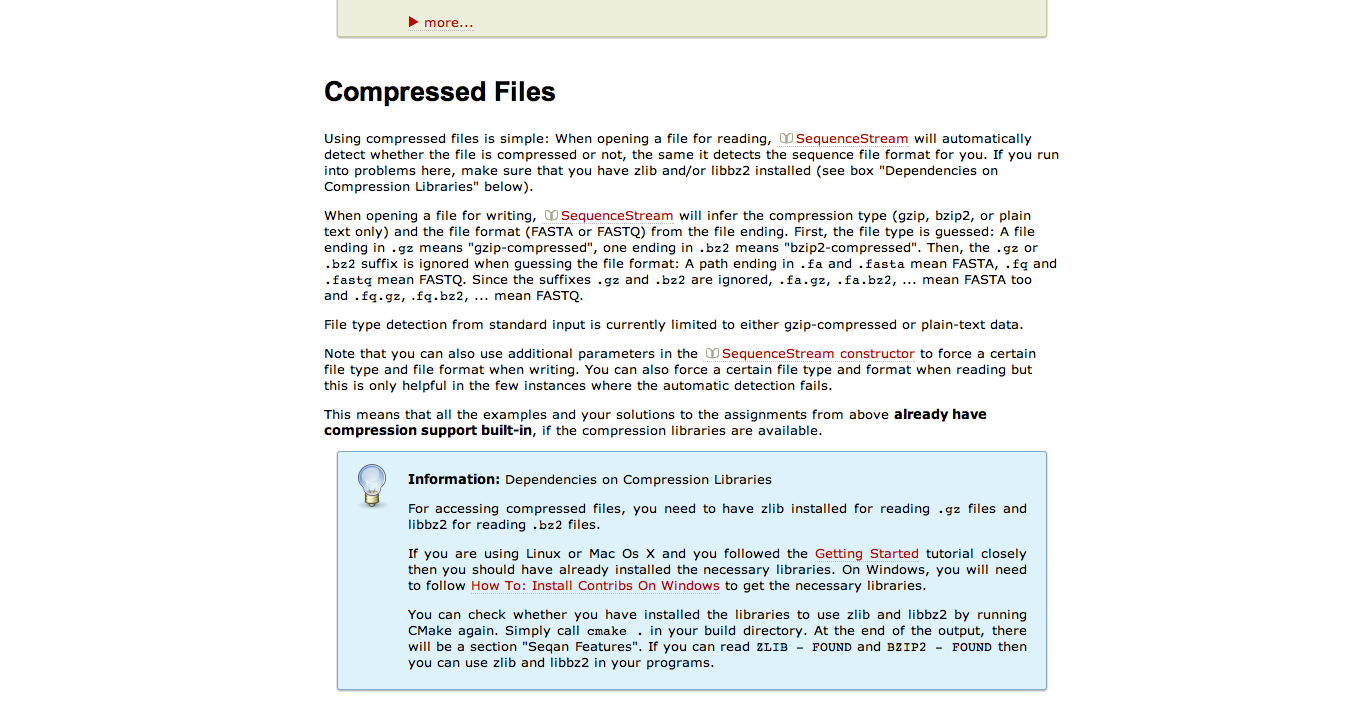 ▶ more...
Compressed Files
Using compressed files is simple: When opening a file for reading, SequenceStream will automatically
detect whether the file is compressed or not, the same it detects the sequence file format for you. If you run
into problems here, make sure that you have zlib and/or libbz2 installed (see box "Dependencies on
Compression Libraries" below).
When opening a file for writing, SequenceStream will infer the compression type (gzip, bzip2, or plain
text only) and the file format (FASTA or FASTQ) from the file ending. First, the file type is guessed: A file
ending in .gz means "gzip-compressed", one ending in .bz2 means "bzip2-compressed". Then, the .gz or
.bz2 suffix is ignored when guessing the file format: A path ending in .fa and .fasta mean FASTA, .fq and
.fastq mean FASTQ. Since the suffixes .gz and .bz2 are ignored, .fa.gz, .fa.bz2, ... mean FASTA too
and .fq.gz, .fq.bz2, ... mean FASTQ.
File type detection from standard input is currently limited to either gzip-compressed or plain-text data.
Note that you can also use additional parameters in the SequenceStream constructor to force a certain
file type and file format when writing. You can also force a certain file type and format when reading but
this is only helpful in the few instances where the automatic detection fails.
This means that all the examples and your solutions to the assignments from above already have
compression support built-in, if the compression libraries are available.
Information: Dependencies on Compression Libraries
For accessing compressed files, you need to have zlib installed for reading .gz files and
libbz2 for reading .bz2 files.
If you are using Linux or Mac Os X and you followed the Getting Started tutorial closely
then you should have already installed the necessary libraries. On Windows, you will need
to follow How To: Install Contribs On Windows to get the necessary libraries.
You can check whether you have installed the libraries to use zlib and libbz2 by running
CMake again. Simply call cmake . in your build directory. At the end of the output, there
will be a section "Seqan Features". If you can read ZLIB - FOUND and BZIP2 - FOUND then
you can use zlib and libbz2 in your programs.